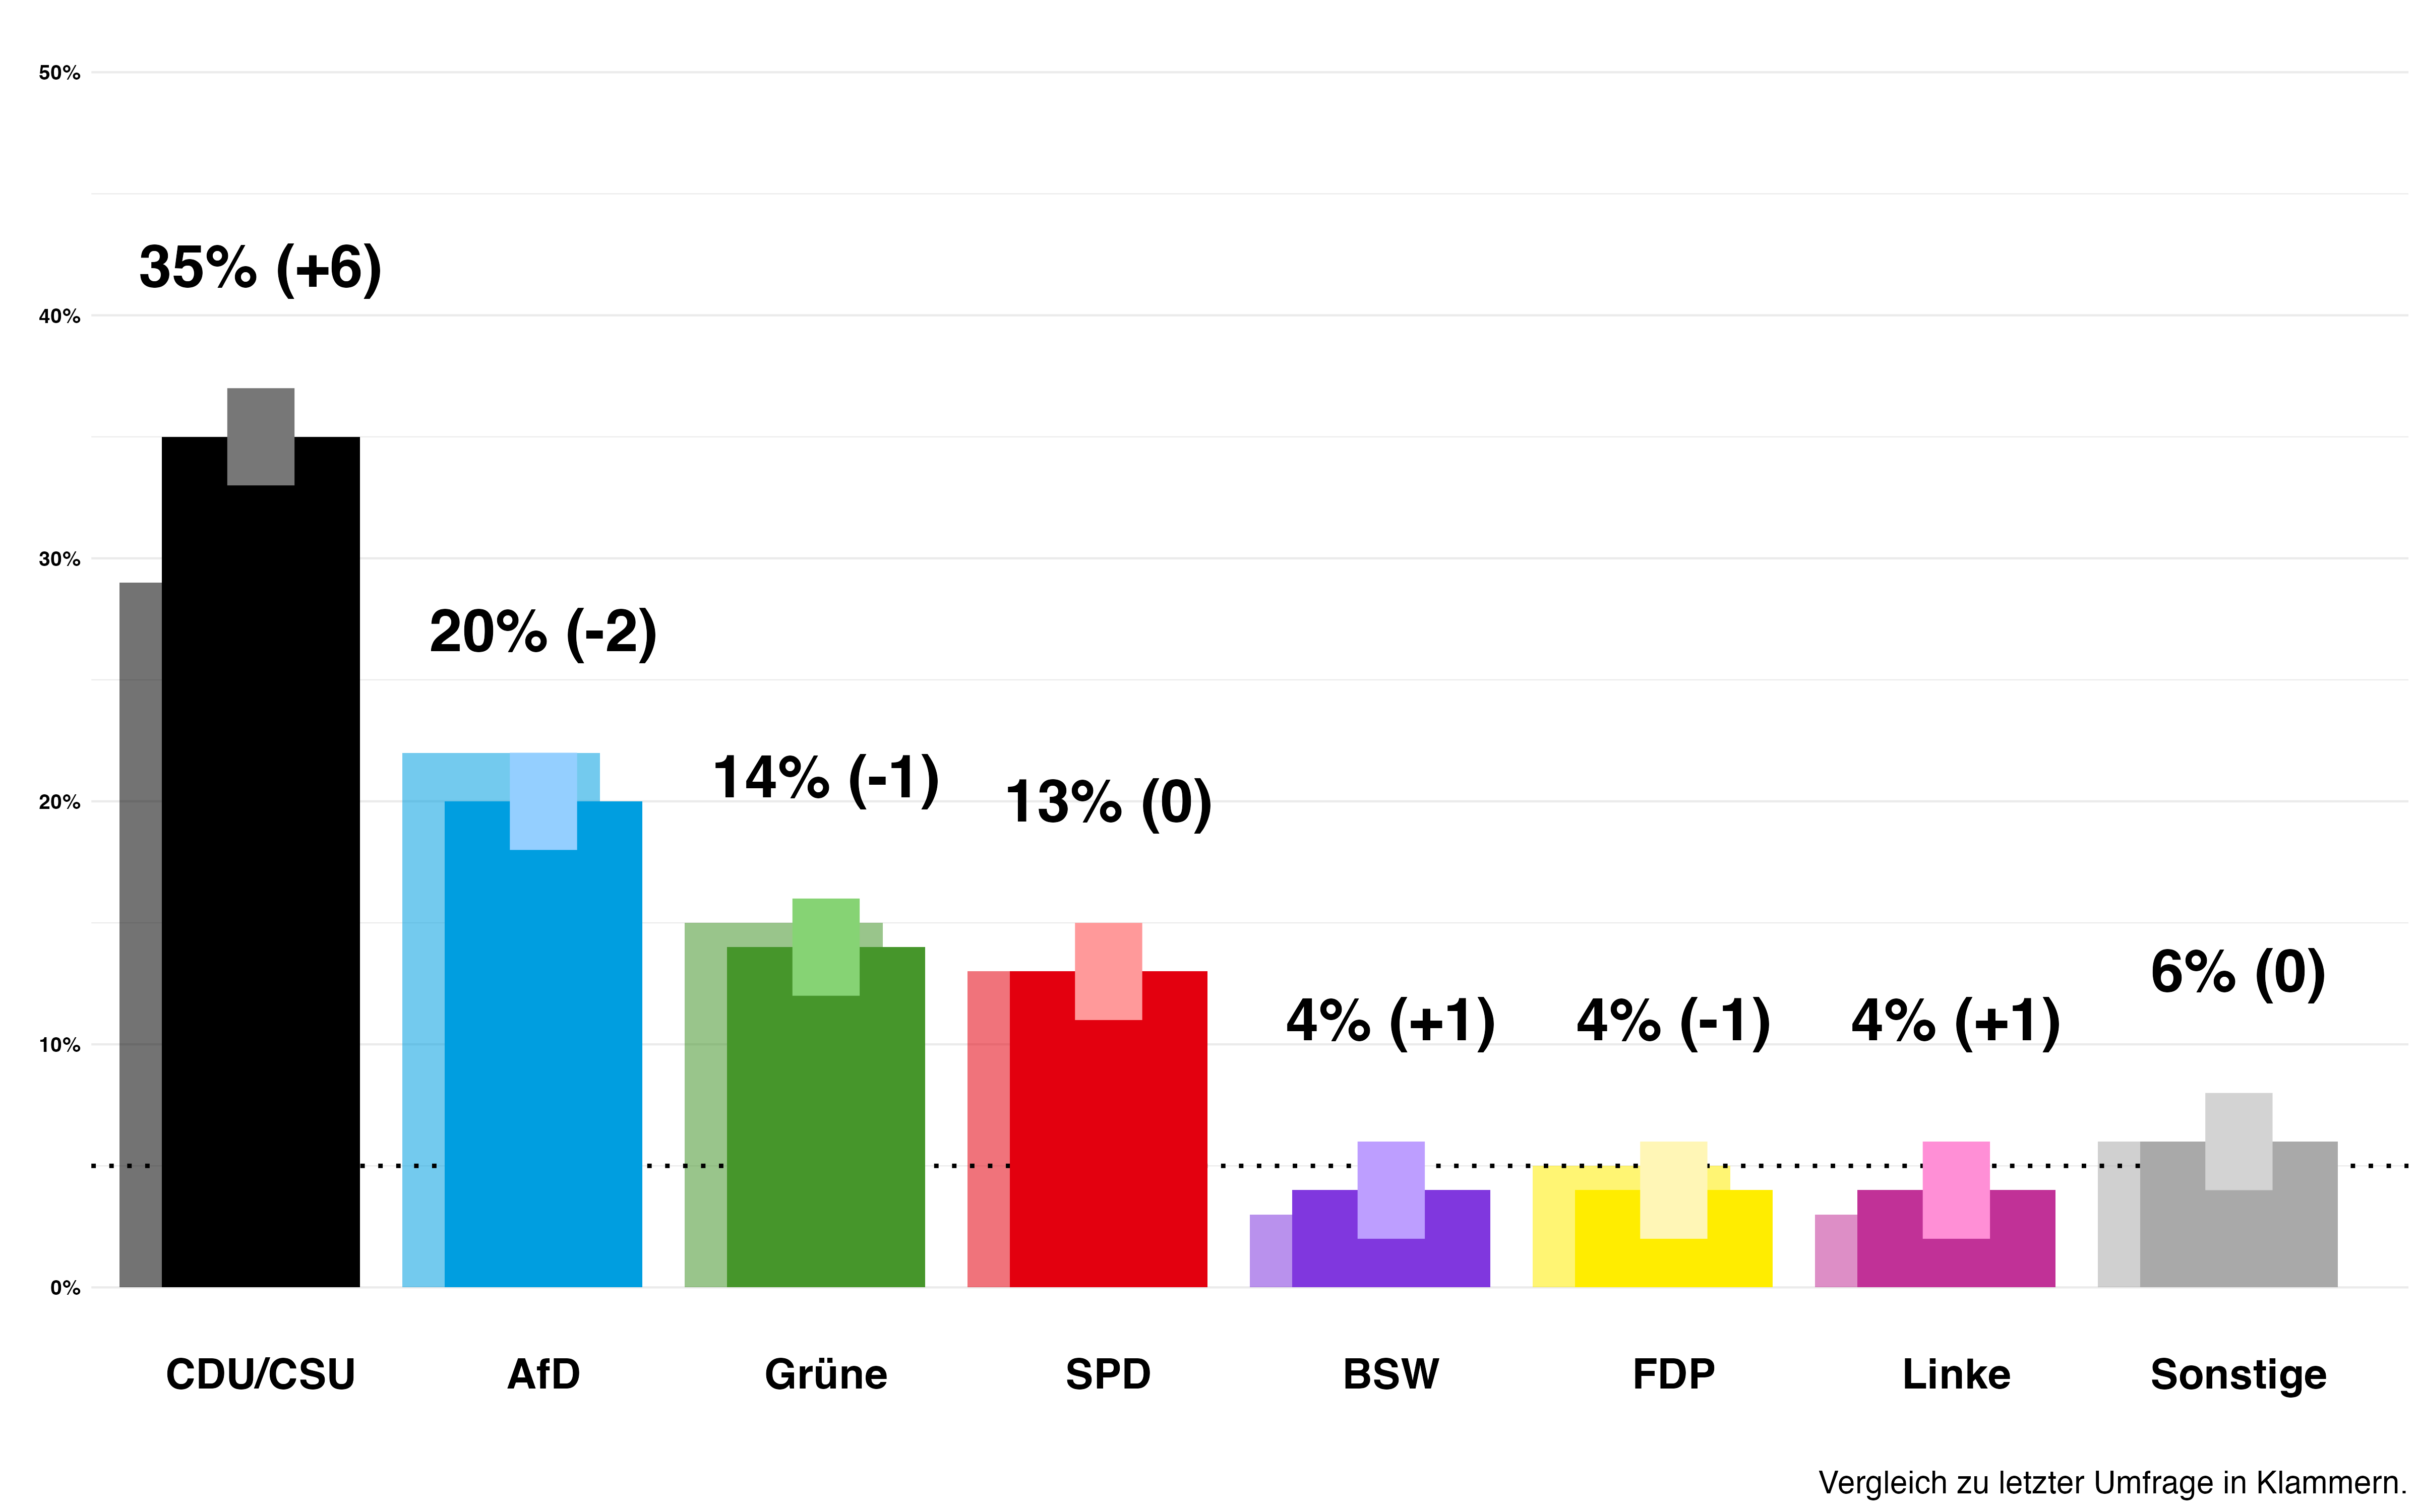 50%
40%
30%
20%
10%
0%
35% (+6)
20% (-2)
14% (-1)
13% (0)
4% (+1)
4% (-1)
4% (+1)
6% (0)
CDU/CSU
AfD
Grüne
SPD
BSW
FDP
Linke
Sonstige
Vergleich zu letzter Umfrage in Klammern.